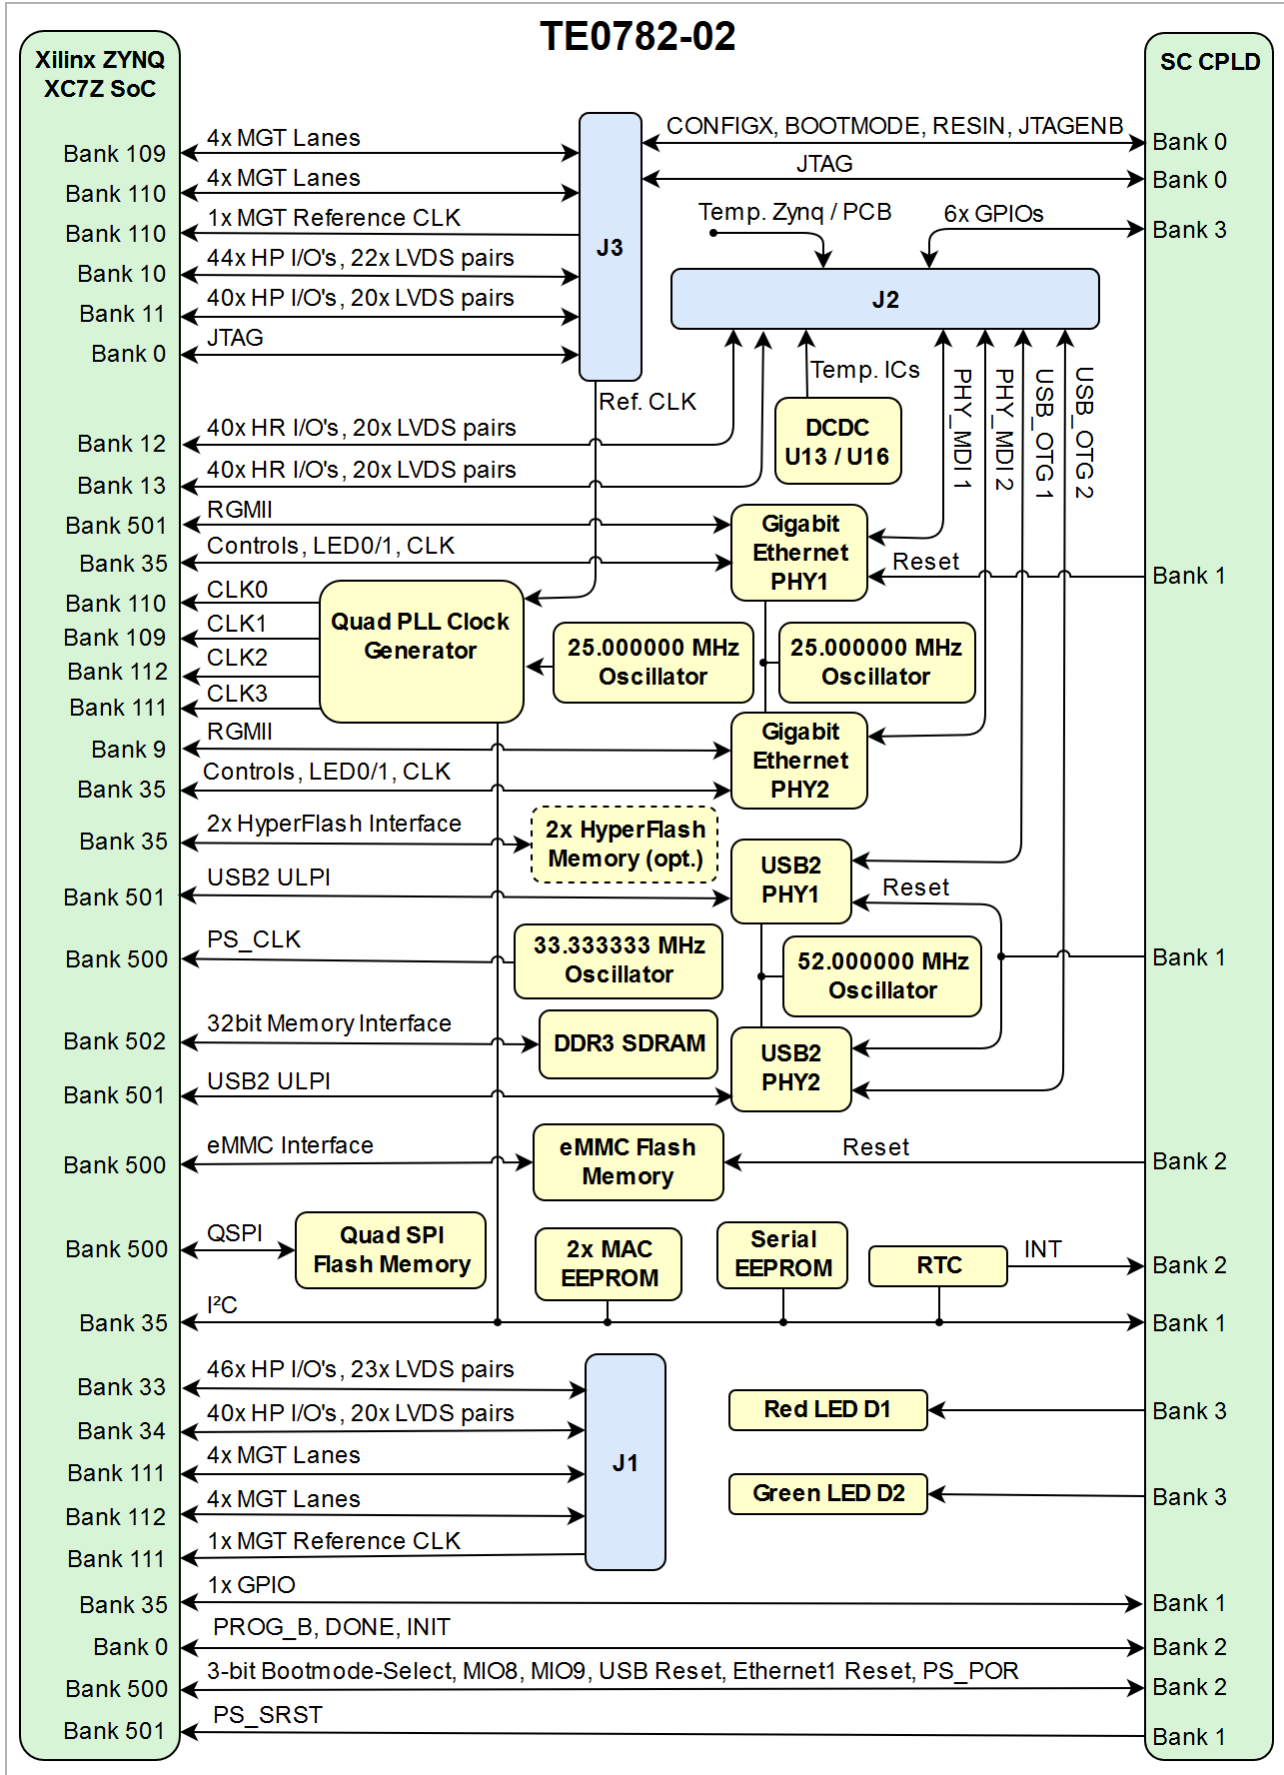 TE0782-02
Xilinx ZYNQ
XC7Z SoC
SC CPLD
Bank 109
4x MGT Lanes
Bank 110
4x MGT Lanes
Bank 110
1x MGT Reference CLK
Bank 10
44x HP I/O's, 22x LVDS pairs
Bank 11
40x HP I/O's, 20x LVDS pairs
Bank 0
JTAG
J3
CONFIGX, BOOTMODE, RESIN, JTAGENB
Bank 0
JTAG
Bank 0
Temp. Zynq / PCB
6x GPIOs
Bank 3
J2
Ref. CLK
Temp. ICs
DCDC
U13 / U16
PHY_MDI 1
PHY_MDI 2
USB_OTG 1
USB_OTG 2
Bank 12
40x HR I/O's, 20x LVDS pairs
Bank 13
40x HR I/O's, 20x LVDS pairs
Bank 501
RGMII
Bank 35
Controls, LED0/1, CLK
Gigabit
Ethernet
PHY1
Reset
Bank 1
Bank 110
CLK0
Bank 109
CLK1
Bank 112
CLK2
Bank 111
CLK3
Quad PLL Clock
Generator
25.000000 MHz
Oscillator
25.000000 MHz
Oscillator
Bank 9
RGMII
Bank 35
Controls, LED0/1, CLK
Gigabit
Ethernet
PHY2
Bank 35
2x HyperFlash Interface
2x HyperFlash
Memory (opt.)
Bank 501
USB2 ULPI
USB2
PHY1
Reset
Bank 500
PS_CLK
33.333333 MHz
Oscillator
52.000000 MHz
Oscillator
Bank 1
Bank 502
32bit Memory Interface
DDR3 SDRAM
Bank 501
USB2 ULPI
USB2
PHY2
Bank 500
eMMC Interface
eMMC Flash
Memory
Reset
Bank 2
Bank 500
QSPI
Quad SPI
Flash Memory
2x MAC
EEPROM
Serial
EEPROM
RTC
INT
Bank 2
Bank 35
I²C
Bank 1
Bank 33
46x HP I/O's, 23x LVDS pairs
Bank 34
40x HP I/O's, 20x LVDS pairs
Bank 111
4x MGT Lanes
Bank 112
4x MGT Lanes
Bank 111
1x MGT Reference CLK
J1
Red LED D1
Bank 3
Green LED D2
Bank 3
Bank 35
1x GPIO
Bank 1
Bank 0
PROG_B, DONE, INIT
Bank 2
Bank 500
3-bit Bootmode-Select, MIO8, MIO9, USB Reset, Ethernet1 Reset, PS_POR
Bank 2
Bank 501
PS_SRST
Bank 1